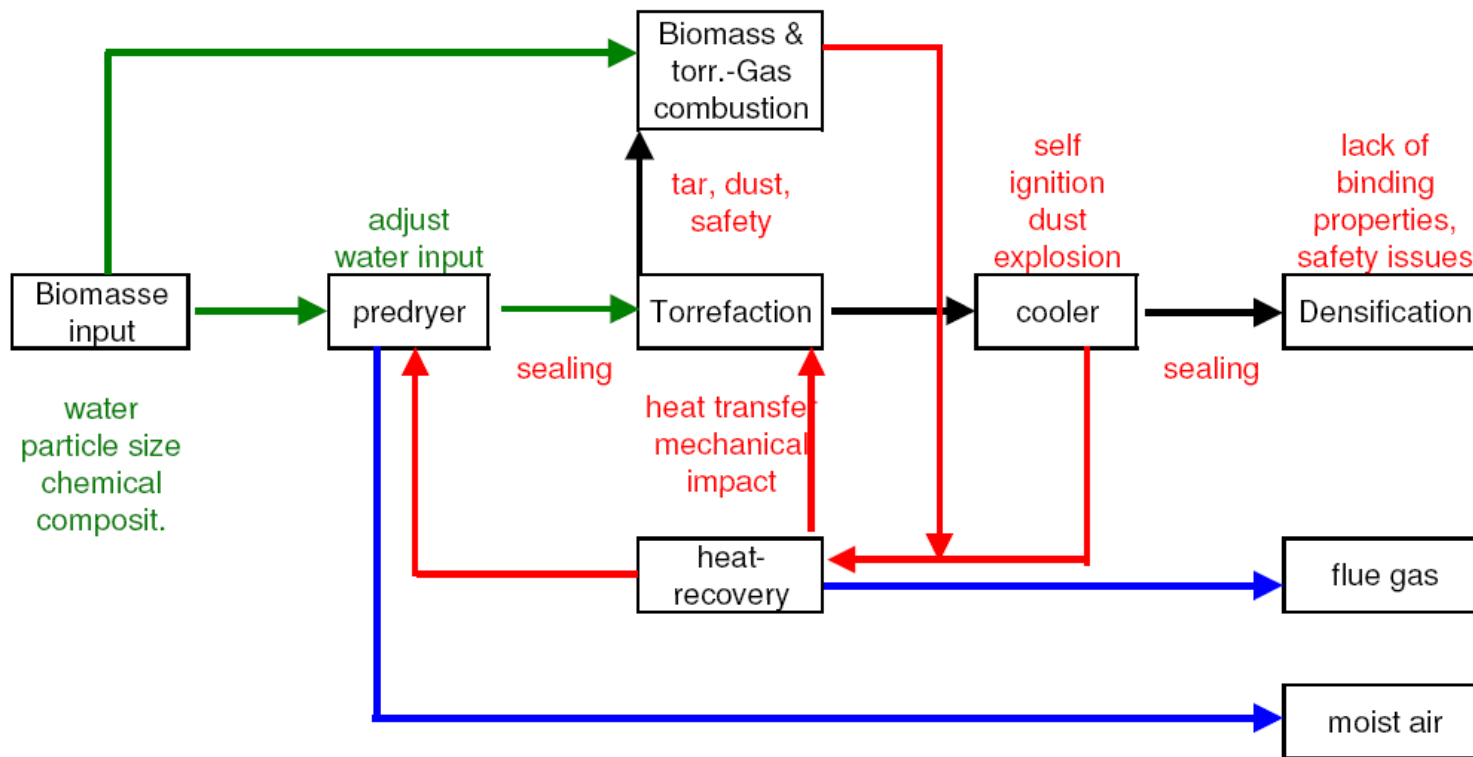 Biomass &
torr.-Gas
combustion
tar, dust,
safety
self
ignition
dust
explosion
lack of
binding
properties,
safety issues
adjust
water input
Biomasse
input
predryer
Torrefaction
cooler
Densification
sealing
sealing
water
particle size
chemical
composit.
heat transfer
mechanical
impact
heat-
recovery
flue gas
moist air